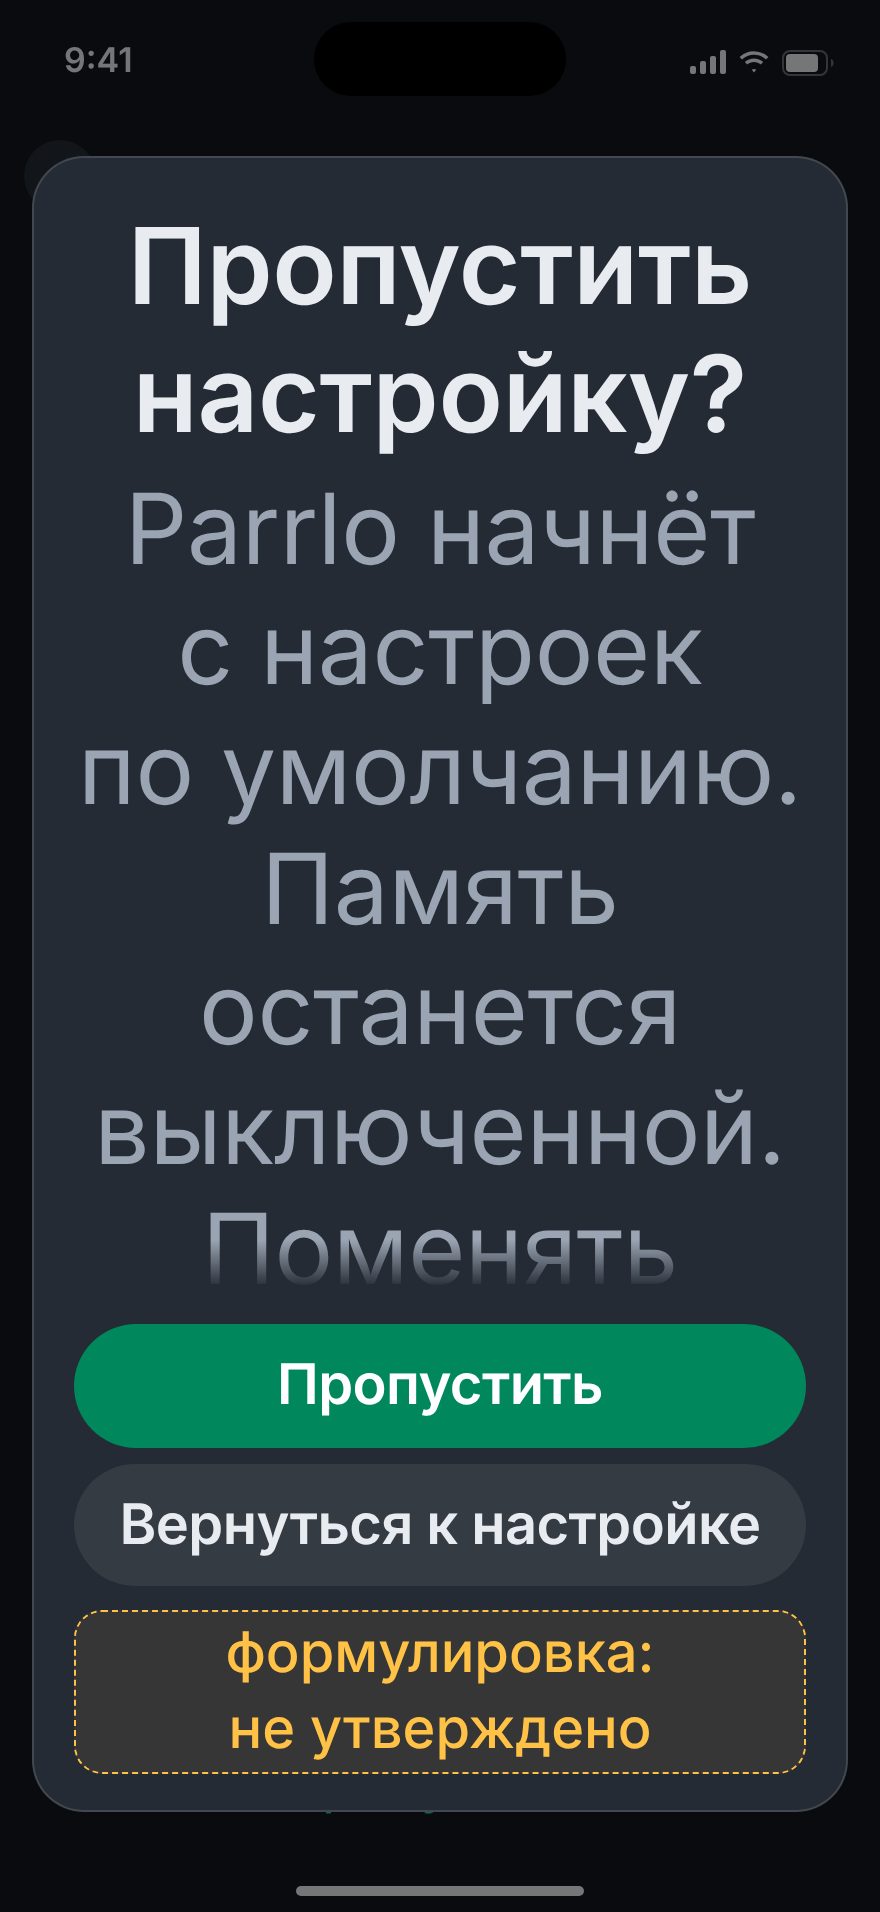 9:41
Пропустить
настройку?
Parrlo начнёт
с настроек
по умолчанию.
Память
останется
выключенной.
Поменять
Пропустить
Вернуться к настройке
формулировка:
не утверждено